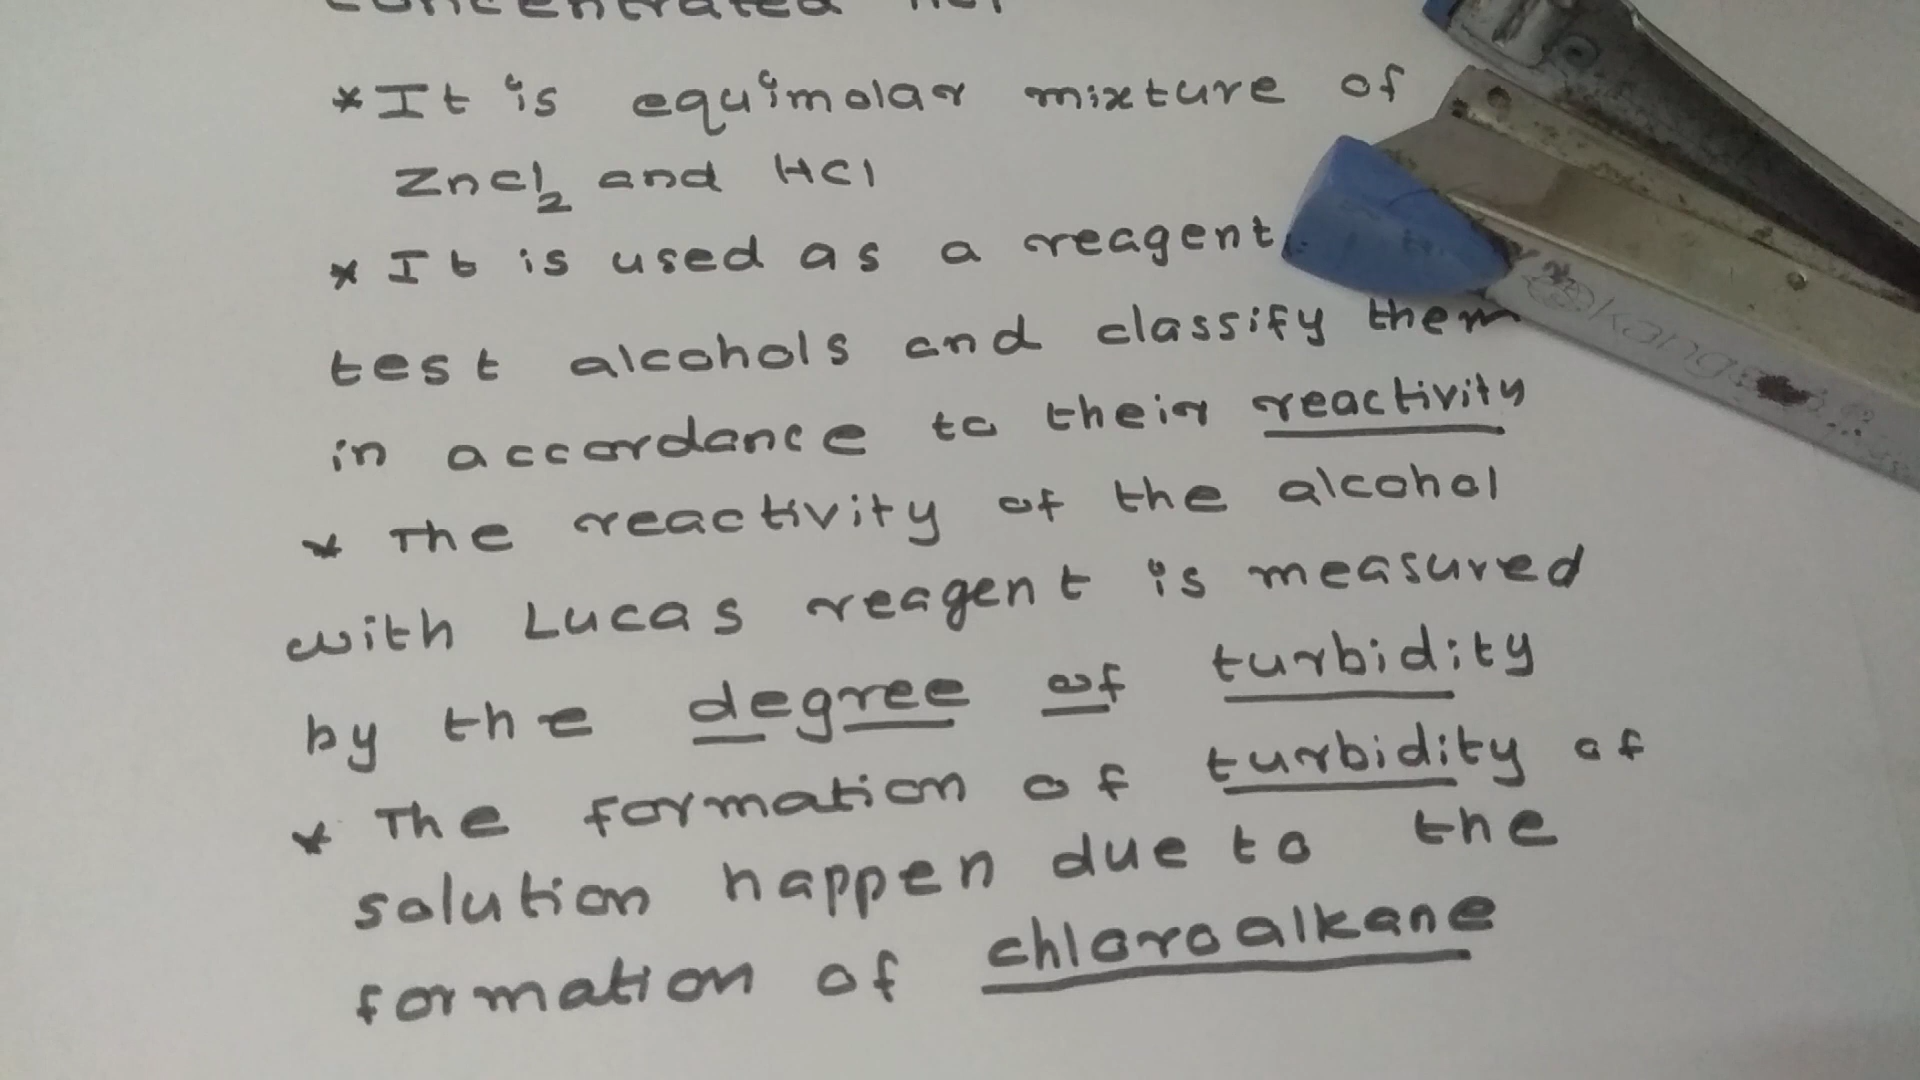 concentrated HCl
* It is equimolar mixture of
ZnCl₂ and HCl
* It is used as a reagent
test alcohols and classify them
in accordance to their reactivity
* The reactivity of the alcohol
with Lucas reagent is measured
by the degree of turbidity
* The formation of turbidity of
solution happen due to the
formation of chloroalkane